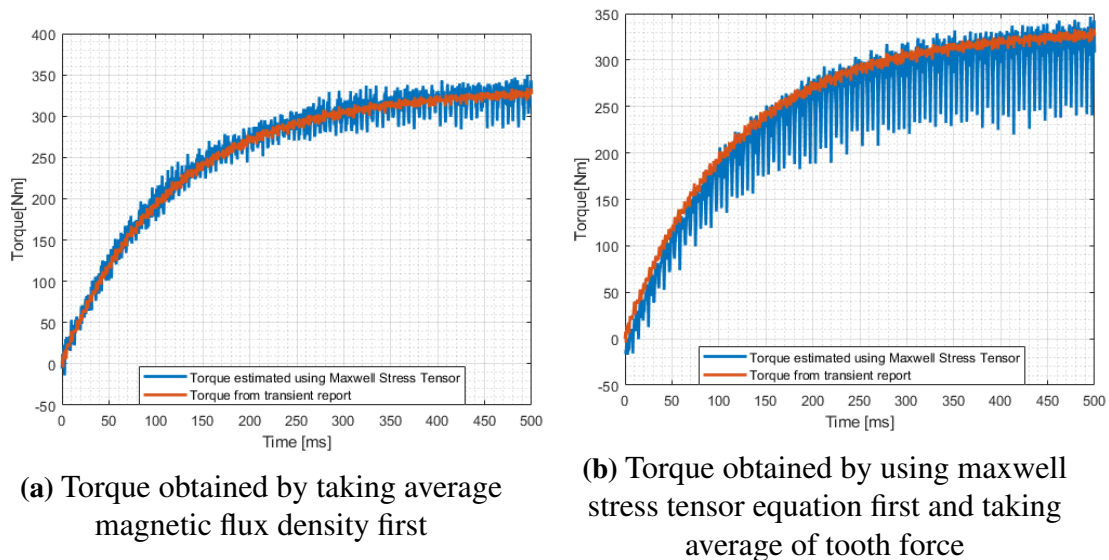 400
350
300
250
200
150
100
50
0
-50
Torque[Nm]
0 50 100 150 200 250 300 350 400 450 500
Time [ms]
Torque estimated using Maxwell Stress Tensor
Torque from transient report
(a) Torque obtained by taking average
magnetic flux density first
350
300
250
200
150
100
50
0
-50
Torque[Nm]
0 50 100 150 200 250 300 350 400 450 500
Time [ms]
Torque estimated using Maxwell Stress Tensor
Torque from transient report
(b) Torque obtained by using maxwell
stress tensor equation first and taking
average of tooth force